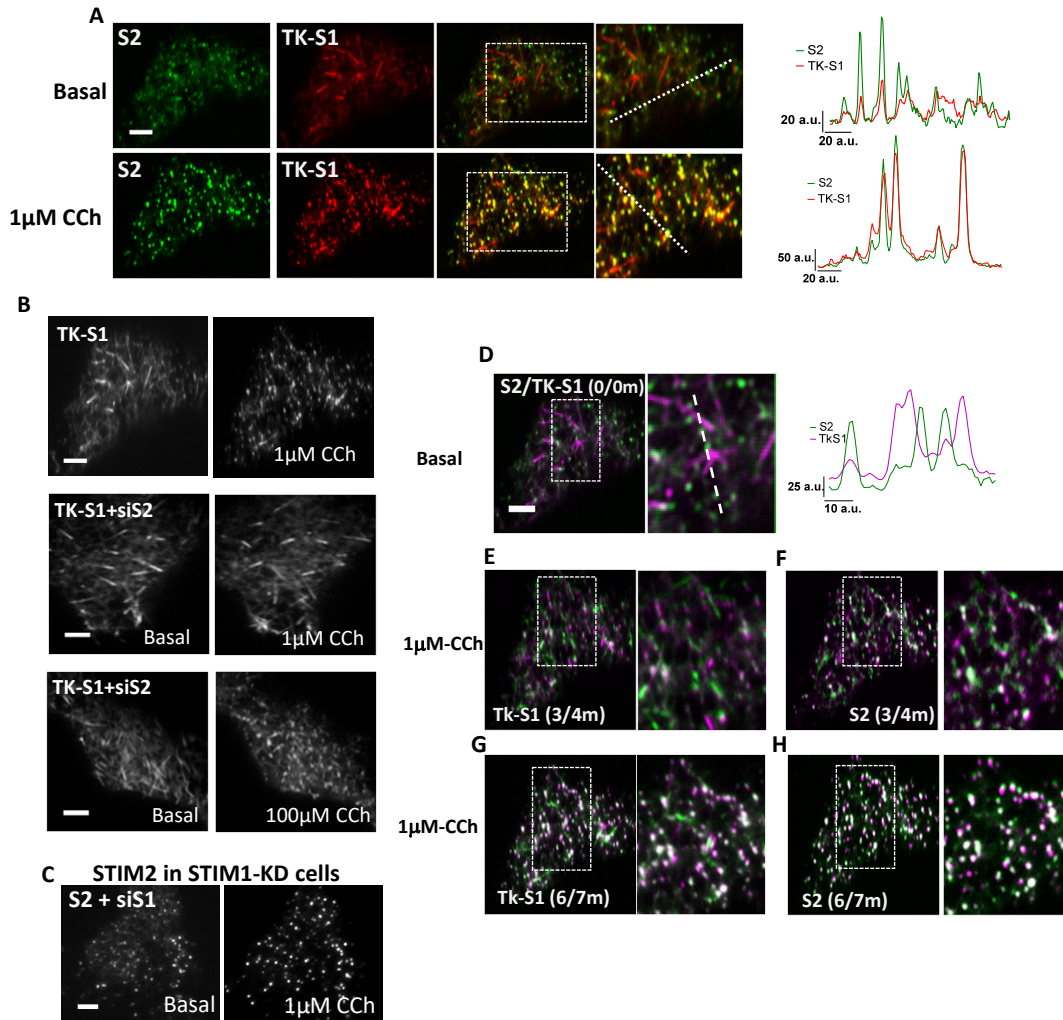 A
S2
TK-S1
Basal
S2
TK-S1
20 a.u.
20 a.u.
S2
TK-S1
1µM CCh
S2
TK-S1
50 a.u.
20 a.u.
B
TK-S1
1µM CCh
TK-S1+siS2
Basal
1µM CCh
TK-S1+siS2
Basal
100µM CCh
C
STIM2 in STIM1-KD cells
S2 + siS1
Basal
1µM CCh
D
S2/TK-S1 (0/0m)
Basal
S2
TkS1
25 a.u.
10 a.u.
E
F
1µM-CCh
Tk-S1 (3/4m)
S2 (3/4m)
G
H
1µM-CCh
Tk-S1 (6/7m)
S2 (6/7m)